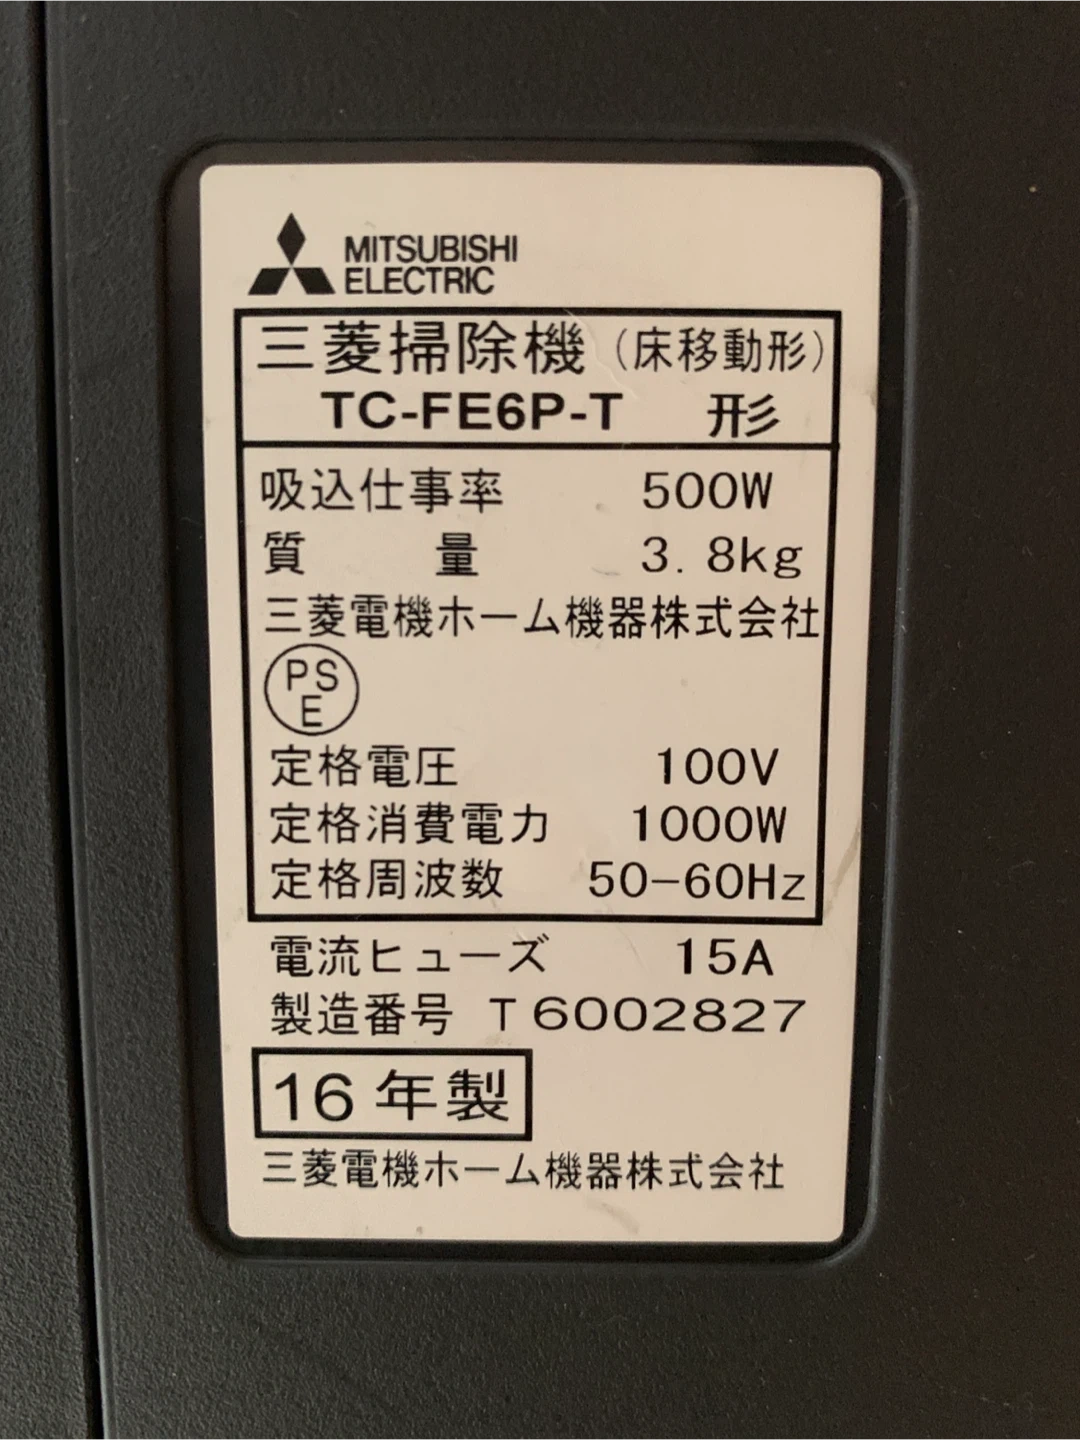 MITSUBISHI
ELECTRIC
三菱掃除機(床移動形)
TC-FE6P-T 形
吸込仕事率 500W
質量 3.8kg
三菱電機ホーム機器株式会社
PS
E
定格電圧 100V
定格消費電力 1000W
定格周波数 50-60Hz
電流ヒューズ 15A
製造番号 T6002827
16年製
三菱電機ホーム機器株式会社